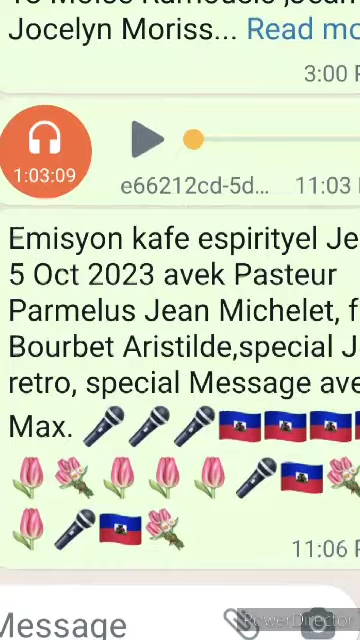 Jocelyn Moriss... Read mo
3:00
1:03:09
e66212cd-5d... 11:03
Emisyon kafe espirityel Je
5 Oct 2023 avek Pasteur
Parmelus Jean Michelet, f
Bourbet Aristilde,special J
retro, special Message ave
Max. 🎤🎤🎤🇭🇹🇭🇹🇭🇹
🌷💐🌷🌷🌷🎤🇭🇹💐
🌷🎤🇭🇹💐
11:06
Message
PowerDirector